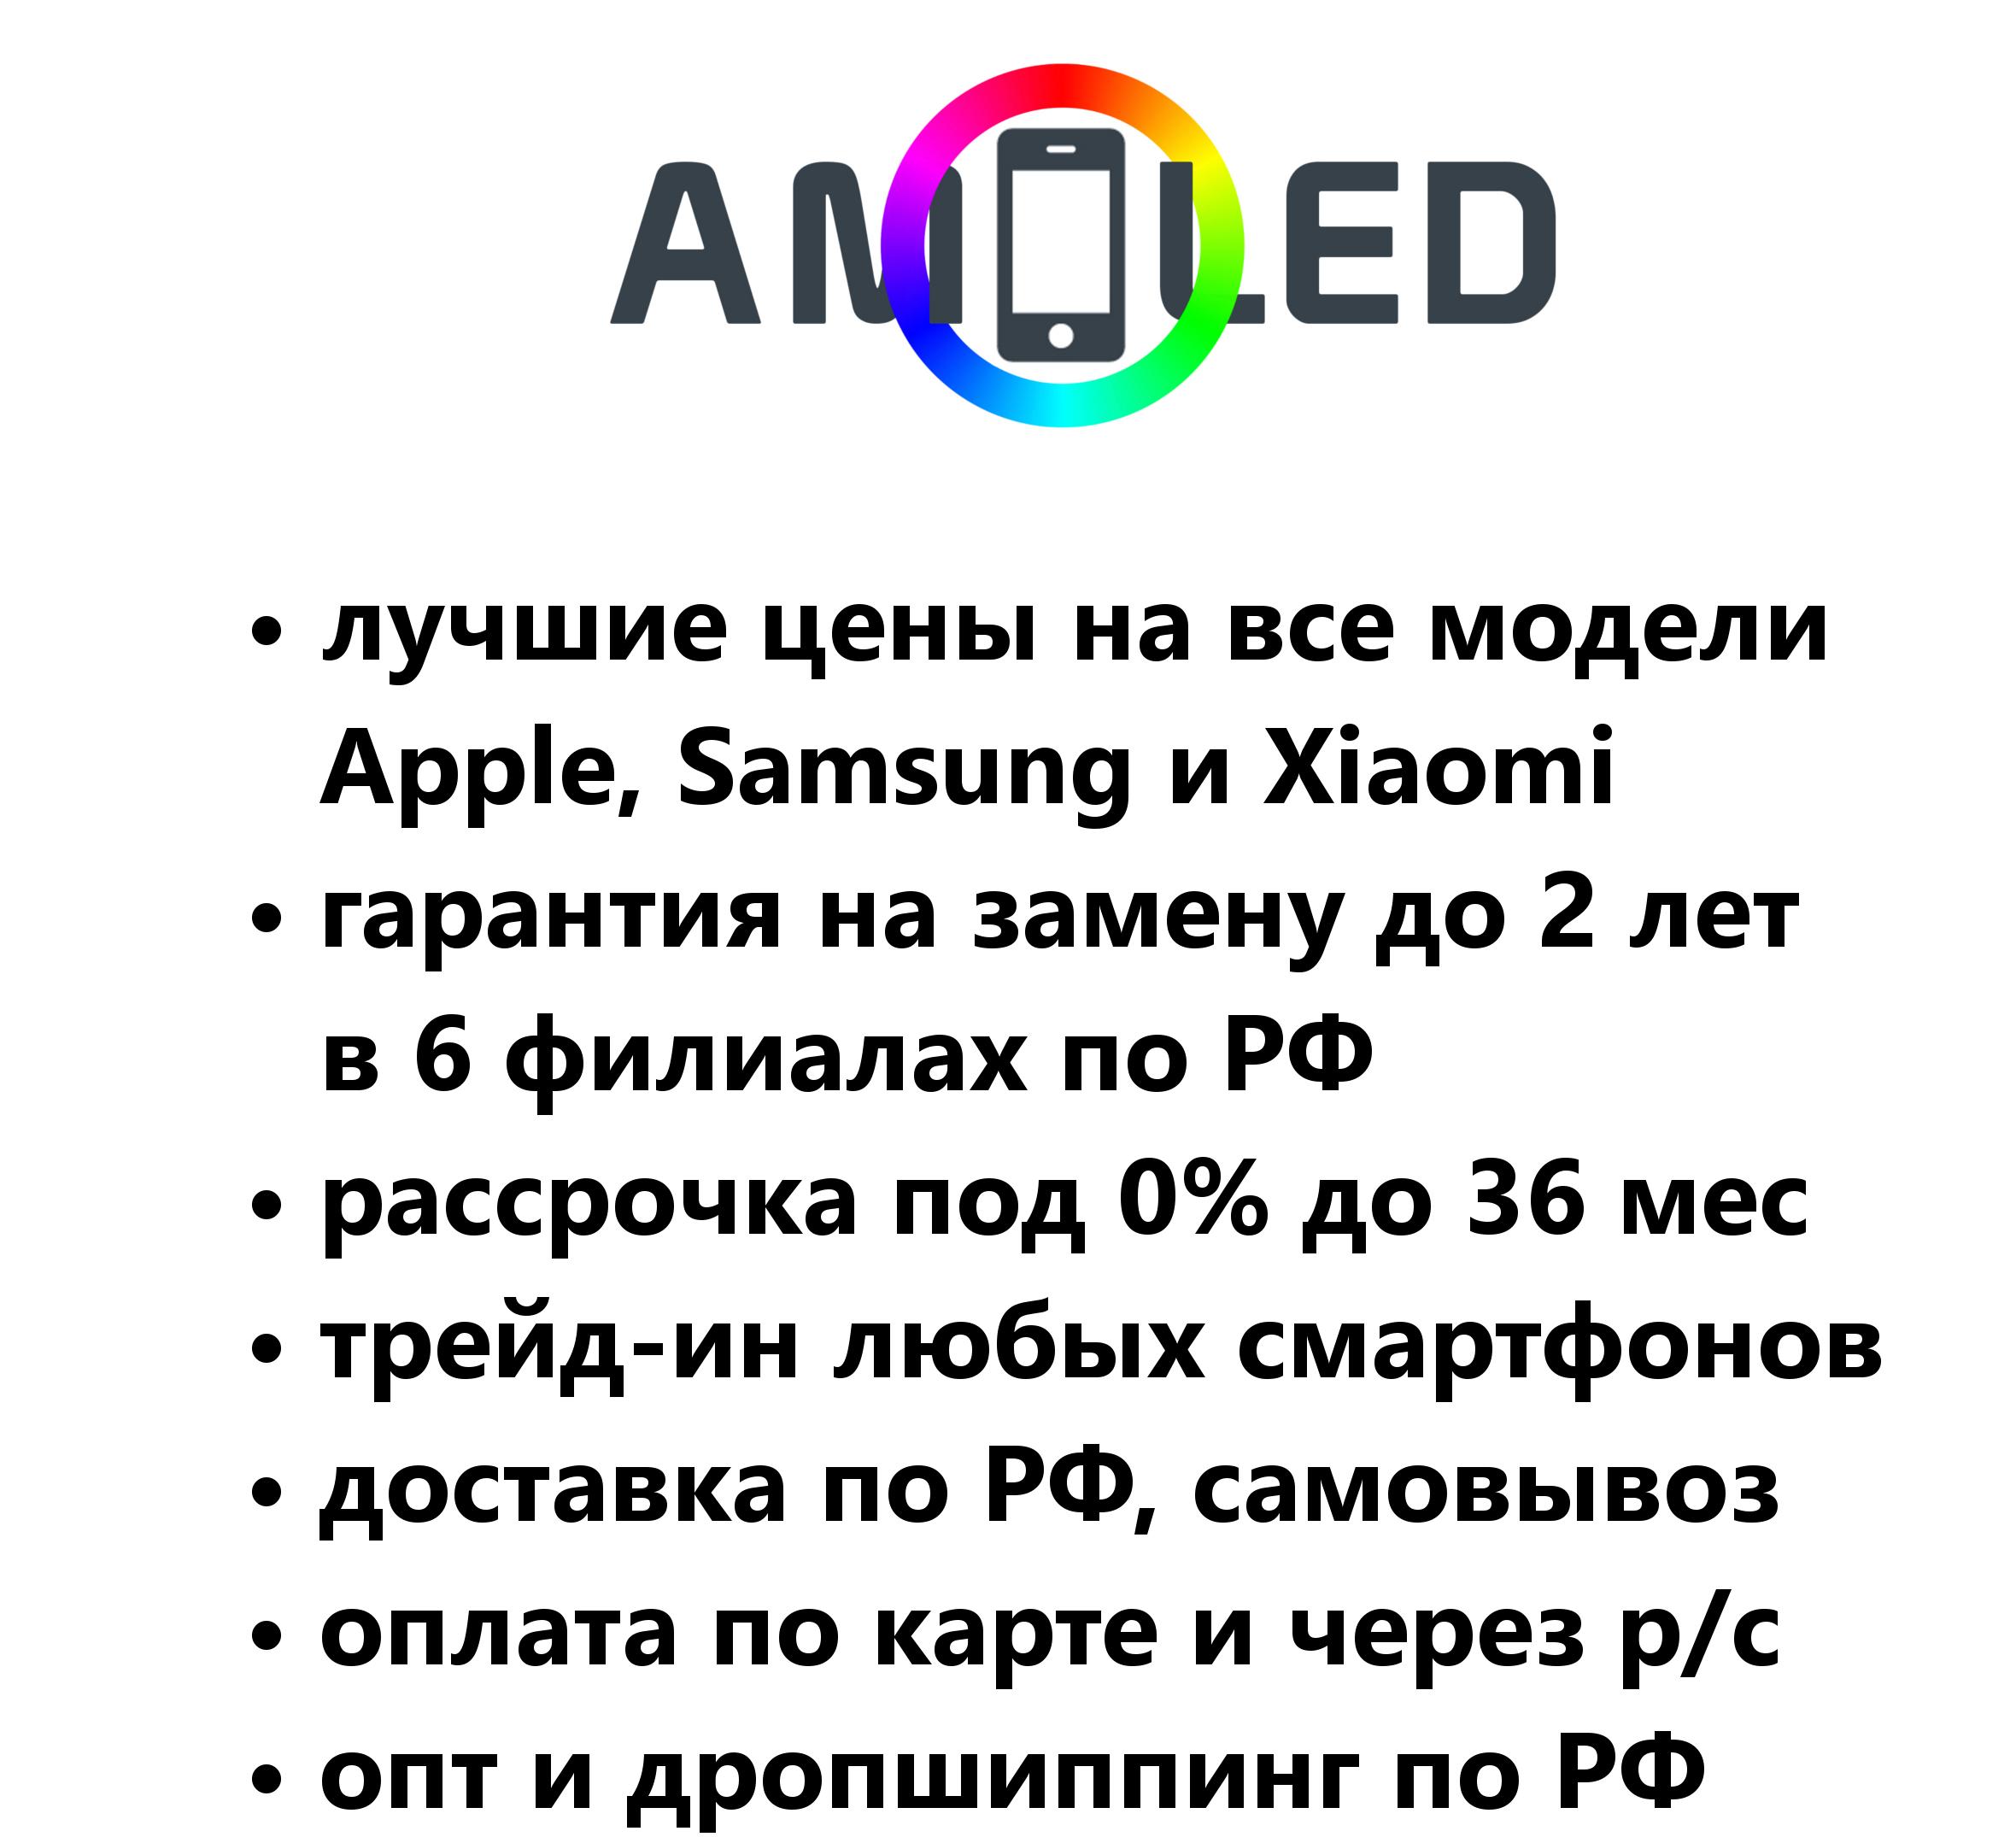 AMOLED
• лучшие цены на все модели
Apple, Samsung и Xiaomi
• гарантия на замену до 2 лет
в 6 филиалах по РФ
• рассрочка под 0% до 36 мес
• трейд-ин любых смартфонов
• доставка по РФ, самовывоз
• оплата по карте и через р/с
• опт и дропшиппинг по РФ